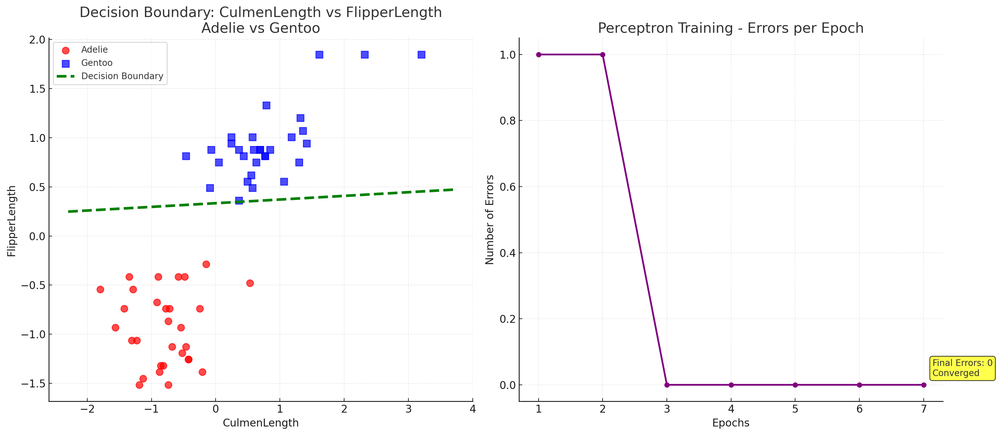 Decision Boundary: CulmenLength vs FlipperLength
Adelie vs Gentoo
Adelie
Gentoo
Decision Boundary
2.0
1.5
1.0
0.5
0.0
−0.5
−1.0
−1.5
FlipperLength
−2
−1
0
1
2
3
4
CulmenLength
Perceptron Training - Errors per Epoch
1.0
0.8
0.6
0.4
0.2
0.0
Number of Errors
Final Errors: 0
Converged
1
2
3
4
5
6
7
Epochs